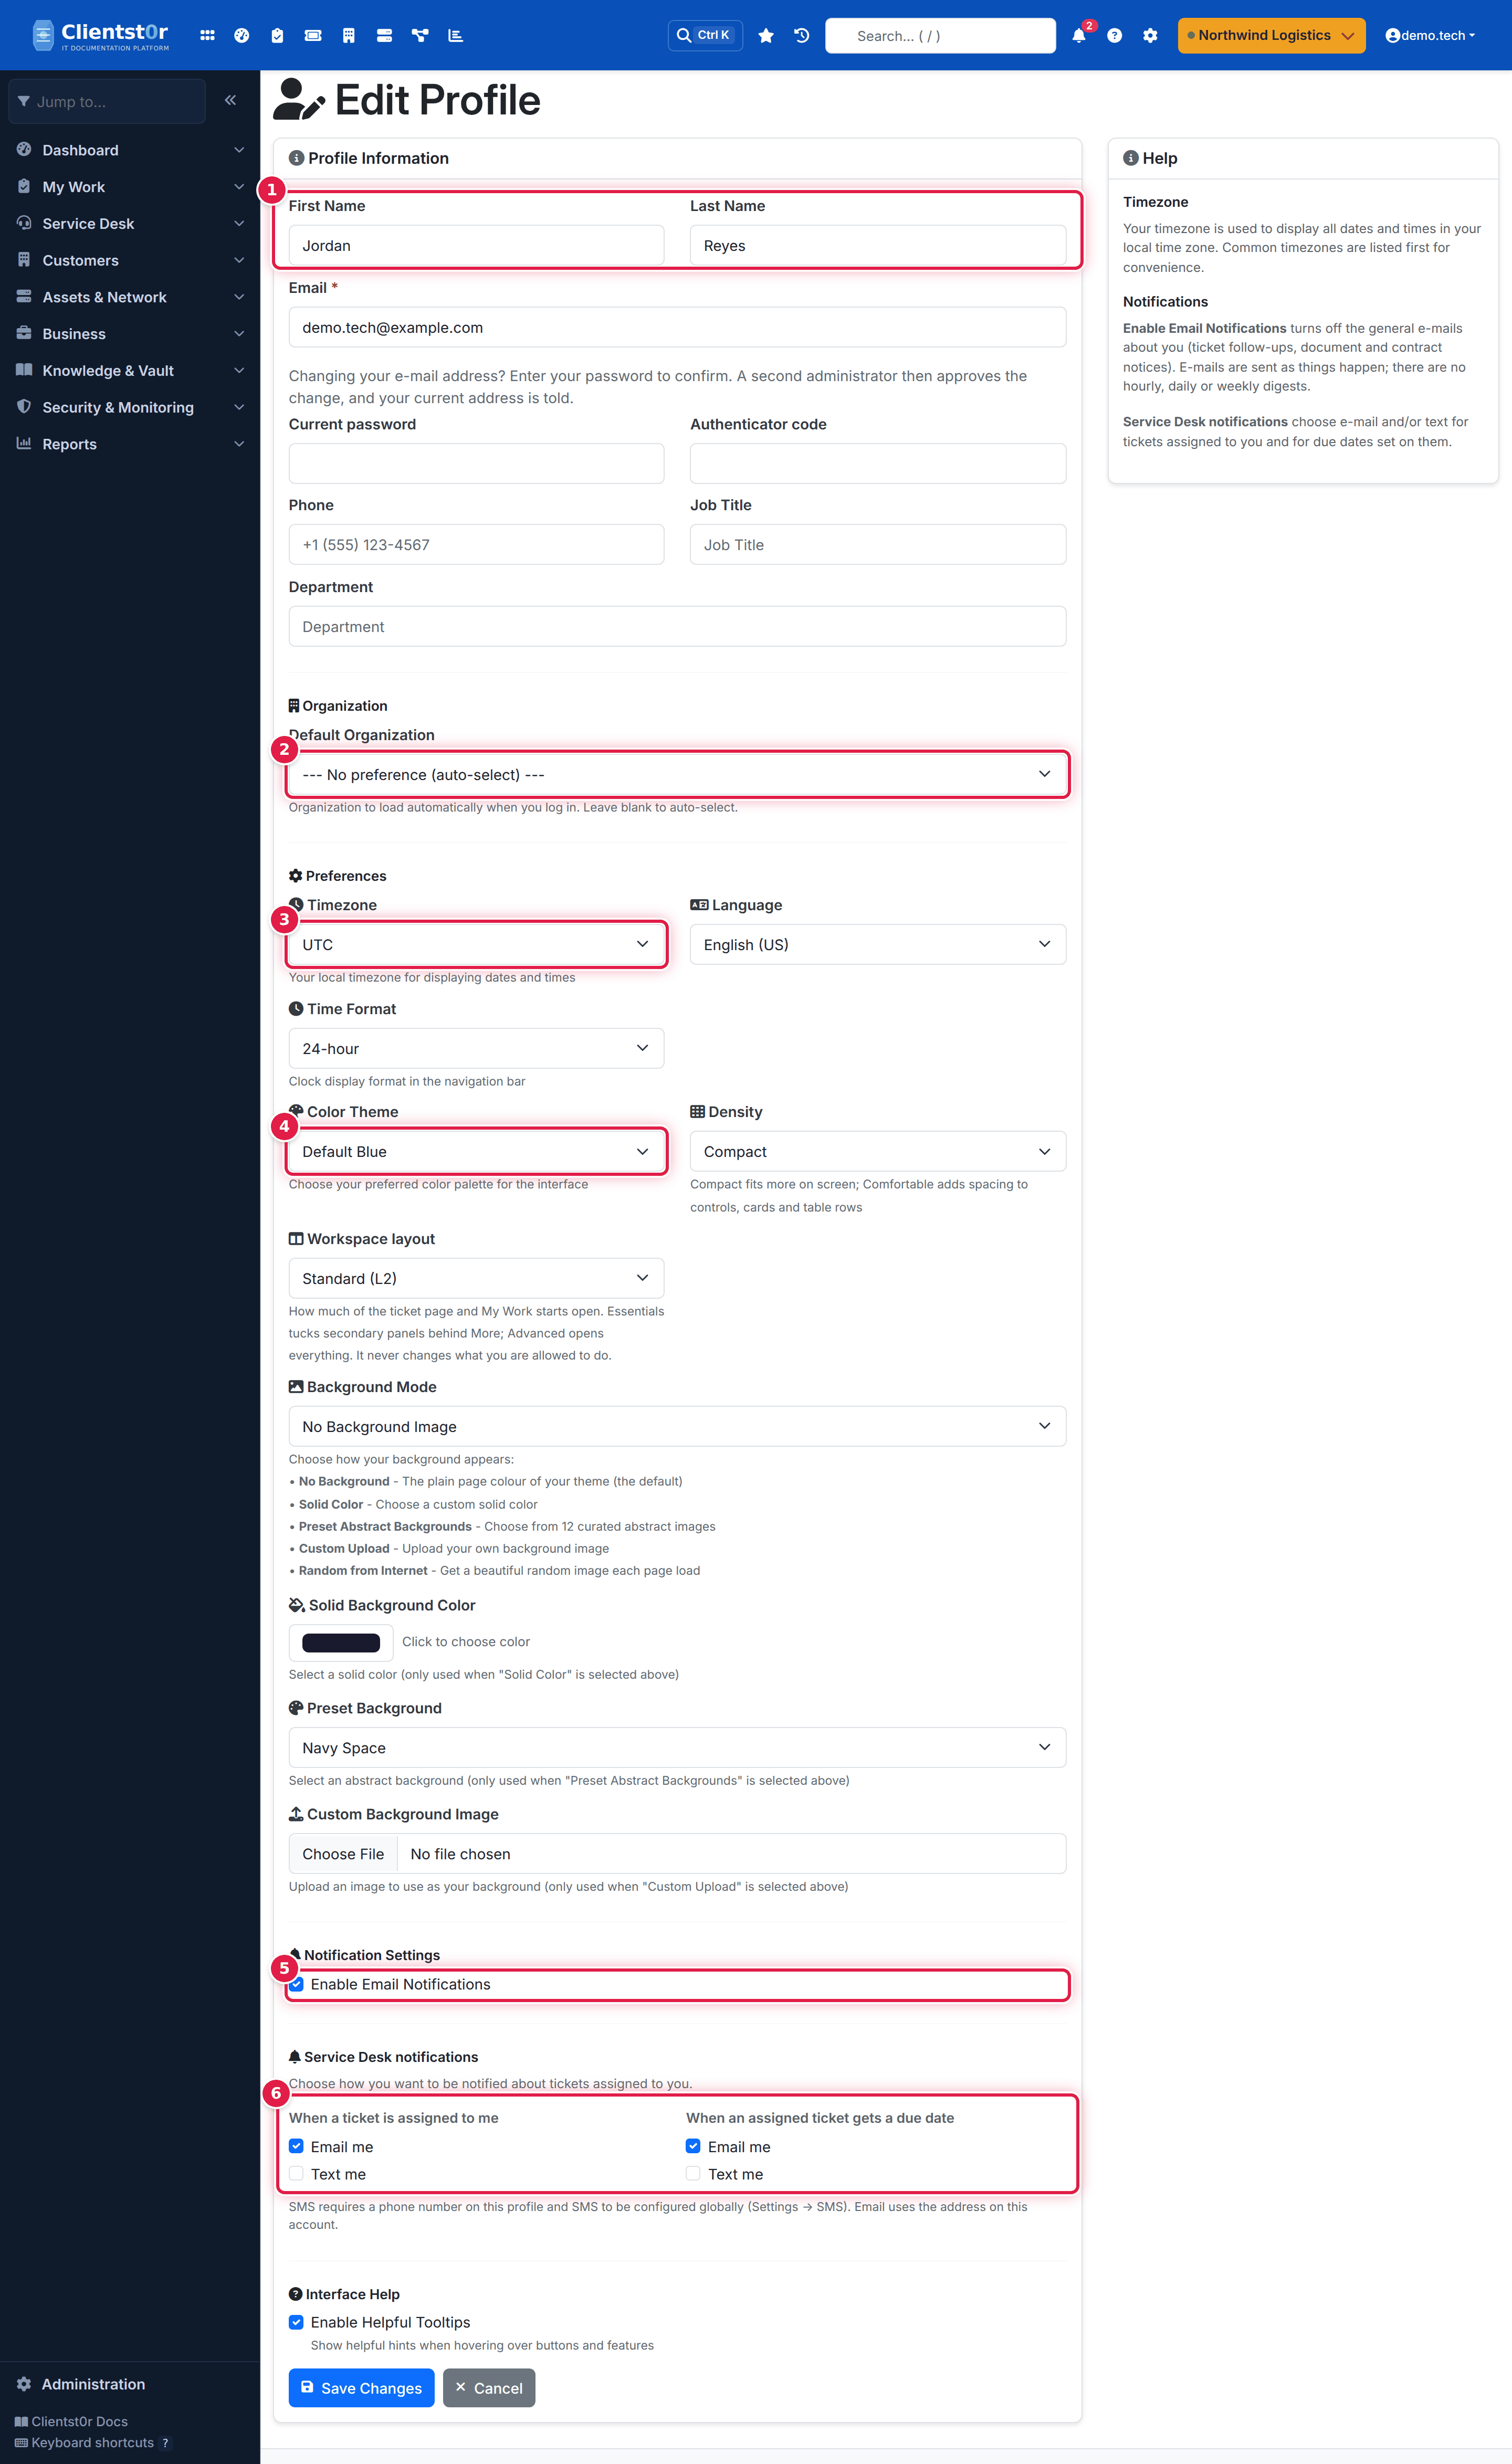 Clientst0r
IT DOCUMENTATION PLATFORM
Ctrl K
Search... ( / )
2
Northwind Logistics
demo.tech
Jump to...
Dashboard
My Work
Service Desk
Customers
Assets & Network
Business
Knowledge & Vault
Security & Monitoring
Reports
Administration
Clientst0r Docs
Keyboard shortcuts ?
Edit Profile
Profile Information
1
First Name
Last Name
Jordan
Reyes
Email *
demo.tech@example.com
Changing your e-mail address? Enter your password to confirm. A second administrator then approves the
change, and your current address is told.
Current password
Authenticator code
Phone
Job Title
+1 (555) 123-4567
Job Title
Department
Department
Organization
Default Organization
2
--- No preference (auto-select) ---
Organization to load automatically when you log in. Leave blank to auto-select.
Preferences
Timezone
Language
3
UTC
English (US)
Your local timezone for displaying dates and times
Time Format
24-hour
Clock display format in the navigation bar
Color Theme
Density
4
Default Blue
Compact
Choose your preferred color palette for the interface
Compact fits more on screen; Comfortable adds spacing to
controls, cards and table rows
Workspace layout
Standard (L2)
How much of the ticket page and My Work starts open. Essentials
tucks secondary panels behind More; Advanced opens
everything. It never changes what you are allowed to do.
Background Mode
No Background Image
Choose how your background appears:
• No Background - The plain page colour of your theme (the default)
• Solid Color - Choose a custom solid color
• Preset Abstract Backgrounds - Choose from 12 curated abstract images
• Custom Upload - Upload your own background image
• Random from Internet - Get a beautiful random image each page load
Solid Background Color
Click to choose color
Select a solid color (only used when "Solid Color" is selected above)
Preset Background
Navy Space
Select an abstract background (only used when "Preset Abstract Backgrounds" is selected above)
Custom Background Image
Choose File
No file chosen
Upload an image to use as your background (only used when "Custom Upload" is selected above)
Notification Settings
5
Enable Email Notifications
Service Desk notifications
Choose how you want to be notified about tickets assigned to you.
6
When a ticket is assigned to me
When an assigned ticket gets a due date
Email me
Email me
Text me
Text me
SMS requires a phone number on this profile and SMS to be configured globally (Settings → SMS). Email uses the address on this
account.
Interface Help
Enable Helpful Tooltips
Show helpful hints when hovering over buttons and features
Save Changes
Cancel
Help
Timezone
Your timezone is used to display all dates and times in your
local time zone. Common timezones are listed first for
convenience.
Notifications
Enable Email Notifications turns off the general e-mails
about you (ticket follow-ups, document and contract
notices). E-mails are sent as things happen; there are no
hourly, daily or weekly digests.
Service Desk notifications choose e-mail and/or text for
tickets assigned to you and for due dates set on them.